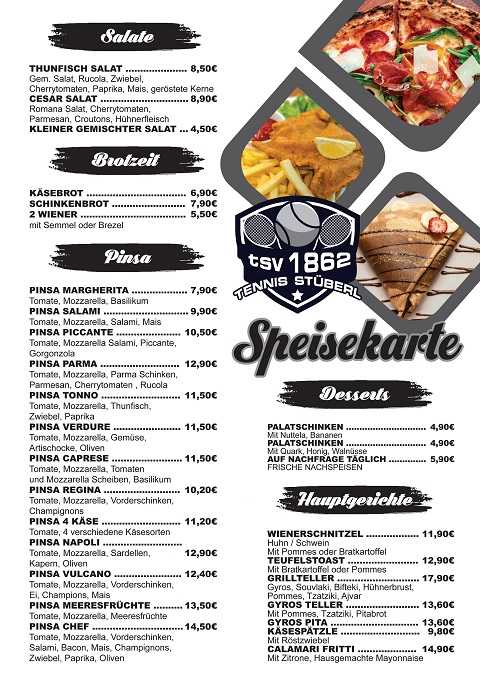 Salate
THUNFISCH SALAT ...................... 8,50€
Gem. Salat, Rucola, Zwiebel,
Cherrytomaten, Paprika, Mais, geröstete Kerne
CESAR SALAT ............................... 8,90€
Romana Salat, Cherrytomaten,
Parmesan, Croutons, Hühnerfleisch
KLEINER GEMISCHTER SALAT ... 4,50€
Brotzeit
KÄSEBROT .................................... 6,90€
SCHINKENBROT ........................... 7,90€
2 WIENER ...................................... 5,50€
mit Semmel oder Brezel
Pinsa
PINSA MARGHERITA .................... 7,90€
Tomate, Mozzarella, Basilikum
PINSA SALAMI ............................... 9,90€
Tomate, Mozzarella, Salami, Mais
PINSA PICCANTE ........................ 10,50€
Tomate, Mozzarella Salami, Piccante,
Gorgonzola
PINSA PARMA ............................. 12,90€
Tomate, Mozzarella, Parma Schinken,
Parmesan, Cherrytomaten , Rucola
PINSA TONNO ............................. 11,50€
Tomate, Mozzarella, Thunfisch,
Zwiebel, Paprika
PINSA VERDURE ........................ 11,50€
Tomate, Mozzarella, Gemüse,
Artischocke, Oliven
PINSA CAPRESE ......................... 11,50€
Tomate, Mozzarella, Tomaten
und Mozzarella Scheiben, Basilikum
PINSA REGINA ............................ 10,20€
Tomate, Mozzarella, Vorderschinken,
Champignons
PINSA 4 KÄSE ............................ 11,20€
Tomate, 4 verschiedene Käsesorten
PINSA NAPOLI ............................
Tomate, Mozzarella, Sardellen, 12,90€
Kapern, Oliven
PINSA VULCANO ........................ 12,40€
Tomate, Mozzarella, Vorderschinken,
Ei, Champions, Mais
PINSA MEERESFRÜCHTE .......... 13,50€
Tomate, Mozzarella, Meeresfrüchte
PINSA CHEF ................................ 14,50€
Tomate, Mozzarella, Vorderschinken,
Salami, Bacon, Mais, Champignons,
Zwiebel, Paprika, Oliven
tsv 1862
TENNIS STÜBERL
Speisekarte
Desserts
PALATSCHINKEN ............................. 4,90€
Mit Nuttela, Bananen
PALATSCHINKEN ............................. 4,90€
Mit Quark, Honig, Walnüsse
AUF NACHFRAGE TÄGLICH ............. 5,90€
FRISCHE NACHSPEISEN
Hauptgerichte
WIENERSCHNITZEL .................. 11,90€
Huhn / Schwein
Mit Pommes oder Bratkartoffel
TEUFELSTOAST ........................ 12,90€
Mit Bratkartoffel oder Pommes
GRILLTELLER ............................ 17,90€
Gyros, Souvlaki, Bifteki, Hühnerbrust,
Pommes, Tzatziki, Ajvar
GYROS TELLER ......................... 13,60€
Mit Pommes, Tzatziki, Pitabrot
GYROS PITA ............................... 13,60€
KÄSESPÄTZLE ........................... 9,80€
Mit Röstzwiebel
CALAMARI FRITTI ..................... 14,90€
Mit Zitrone, Hausgemachte Mayonnaise